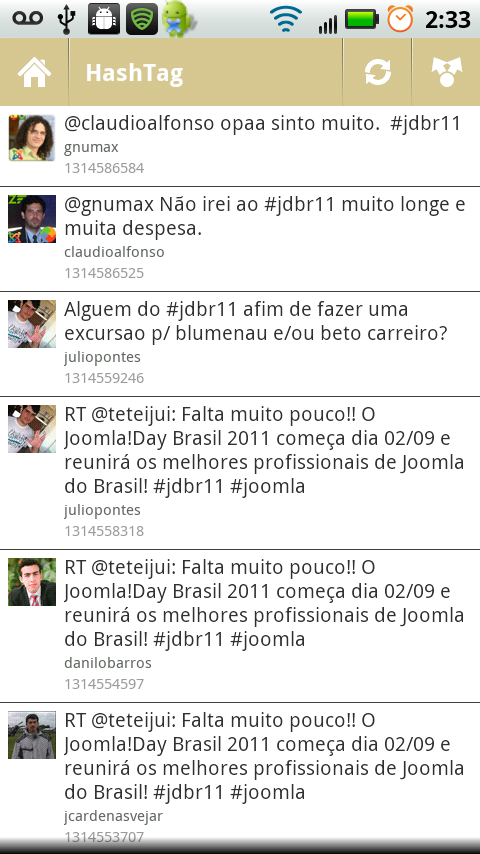 2:33
HashTag
@claudioalfonso opaa sinto muito.  #jdbr11
gnumax
1314586584
@gnumax Não irei ao #jdbr11 muito longe e
muita despesa.
claudioalfonso
1314586525
Alguem do #jdbr11 afim de fazer uma
excursao p/ blumenau e/ou beto carreiro?
juliopontes
1314559246
RT @teteijui: Falta muito pouco!! O
Joomla!Day Brasil 2011 começa dia 02/09 e
reunirá os melhores profissionais de Joomla
do Brasil! #jdbr11 #joomla
juliopontes
1314558318
RT @teteijui: Falta muito pouco!! O
Joomla!Day Brasil 2011 começa dia 02/09 e
reunirá os melhores profissionais de Joomla
do Brasil! #jdbr11 #joomla
danilobarros
1314554597
RT @teteijui: Falta muito pouco!! O
Joomla!Day Brasil 2011 começa dia 02/09 e
reunirá os melhores profissionais de Joomla
do Brasil! #jdbr11 #joomla
jcardenasvejar
1314553707